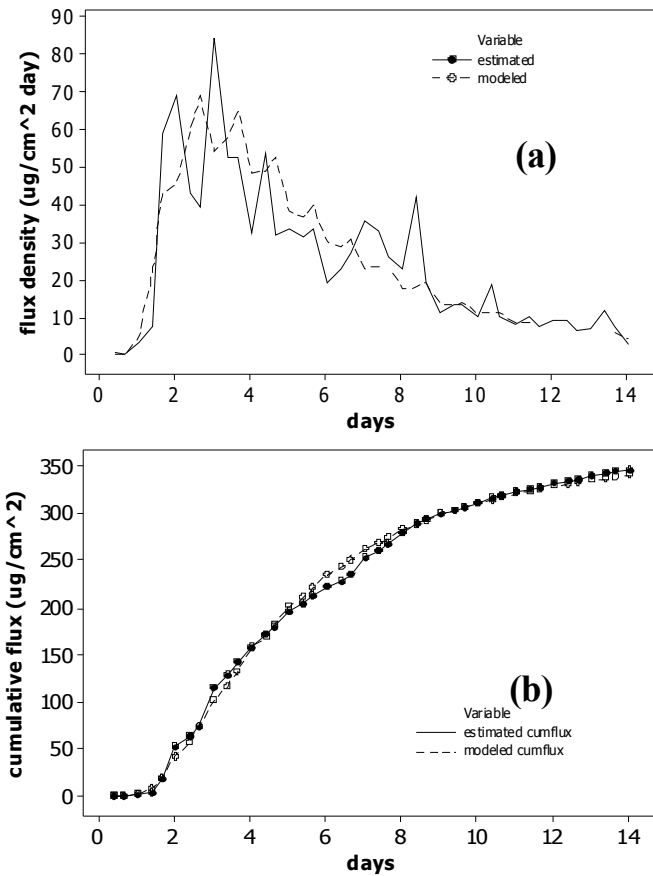 90
80
70
60
50
40
30
20
10
0
flux density (ug/cm^2 day)
Variable
estimated
modeled
(a)
0 2 4 6 8 10 12 14
days
350
300
250
200
150
100
50
0
cumulative flux (ug/cm^2)
(b)
Variable
estimated cumflux
modeled cumflux
0 2 4 6 8 10 12 14
days